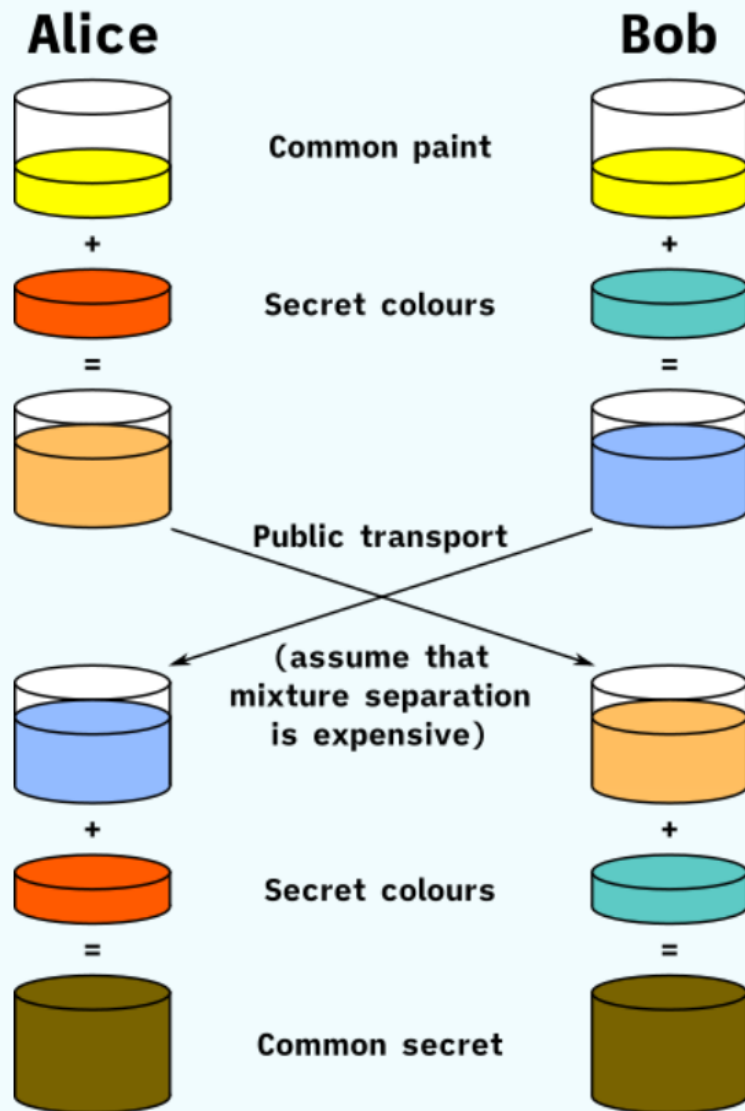 Alice Bob
Common paint
+ +
Secret colours
= =
Public transport
(assume that
mixture separation
is expensive)
+ +
Secret colours
= =
Common secret